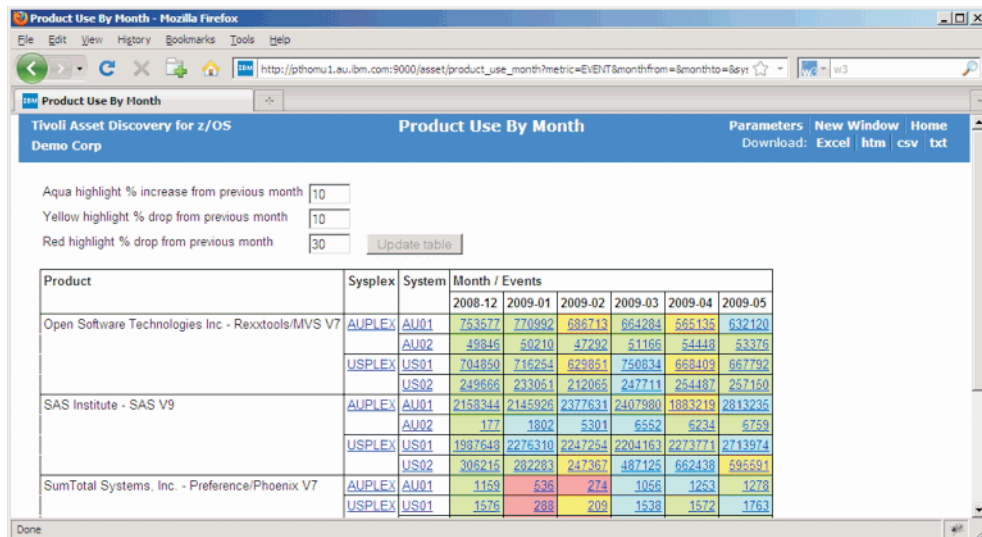 Product Use By Month - Mozilla Firefox
File Edit View History Bookmarks Tools Help
IBM http://pthomu1.au.ibm.com:9000/asset/product_use_month?metric=EVENT&monthfrom=&monthto=&sys w3
IBM Product Use By Month
Tivoli Asset Discovery for z/OS Product Use By Month Parameters New Window Home
Demo Corp Download: Excel htm csv txt
Aqua highlight % increase from previous month 10
Yellow highlight % drop from previous month 10
Red highlight % drop from previous month 30 Update table
Product Sysplex System Month / Events
2008-12 2009-01 2009-02 2009-03 2009-04 2009-05
Open Software Technologies Inc - Rexxtools/MVS V7 AUPLEX AU01 753577 770992 686713 664284 565135 632120
AU02 49846 50210 47292 51166 54448 53376
USPLEX US01 704850 716254 629851 750834 668409 667792
US02 249666 233051 212065 247711 254487 257150
SAS Institute - SAS V9 AUPLEX AU01 2158344 2145926 2377631 2407980 1883219 2813235
AU02 177 1802 5301 6552 6234 6759
USPLEX US01 1987648 2276310 2247254 2204163 2273771 2713974
US02 306215 282283 247367 487125 662438 595591
SumTotal Systems, Inc. - Preference/Phoenix V7 AUPLEX AU01 1159 536 274 1056 1253 1278
USPLEX US01 1576 288 209 1538 1572 1763
Done